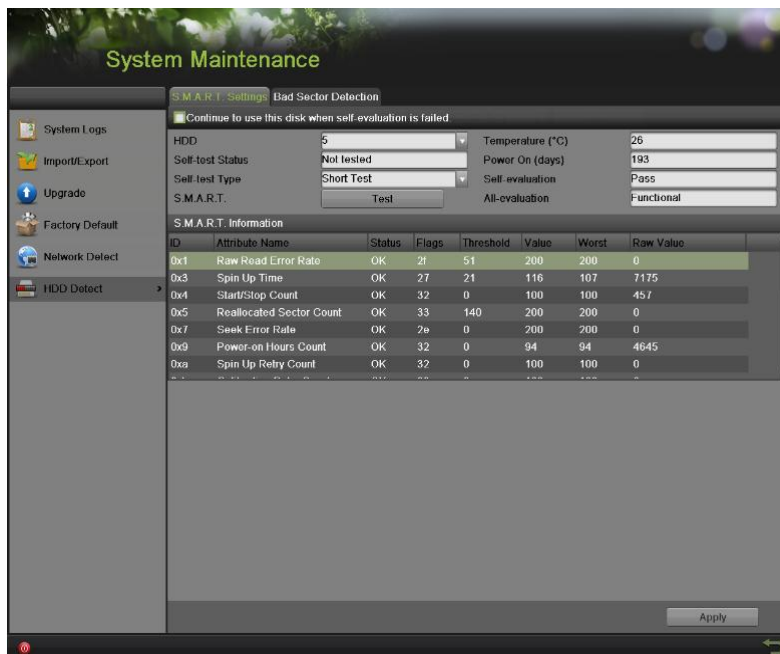 System Maintenance
S.M.A.R.T. Settings Bad Sector Detection
Continue to use this disk when self-evaluation is failed.
System Logs
Import/Export
Upgrade
Factory Default
Network Detect
HDD Detect >
HDD 5 Temperature (°C) 26
Self-test Status Not tested Power On (days) 193
Self-test Type Short Test Self-evaluation Pass
S.M.A.R.T. Test All-evaluation Functional
S.M.A.R.T. Information
ID Attribute Name Status Flags Threshold Value Worst Raw Value
0x1 Raw Read Error Rate OK 2f 51 200 200 0
0x3 Spin Up Time OK 27 21 116 107 7175
0x4 Start/Stop Count OK 32 0 100 100 457
0x5 Reallocated Sector Count OK 33 140 200 200 0
0x7 Seek Error Rate OK 2e 0 200 200 0
0x9 Power-on Hours Count OK 32 0 94 94 4645
0xa Spin Up Retry Count OK 32 0 100 100 0
Apply